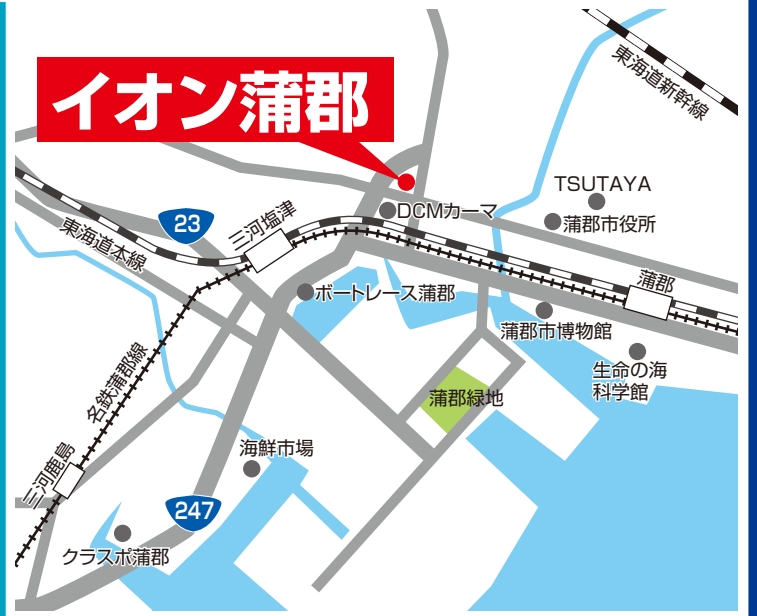 イオン蒲郡
東海道新幹線
TSUTAYA
DCMカーマ
蒲郡市役所
23
三河塩津
東海道本線
蒲郡
ボートレース蒲郡
蒲郡市博物館
生命の海
科学館
名鉄蒲郡線
蒲郡緑地
海鮮市場
三河鹿島
247
クラスポ蒲郡